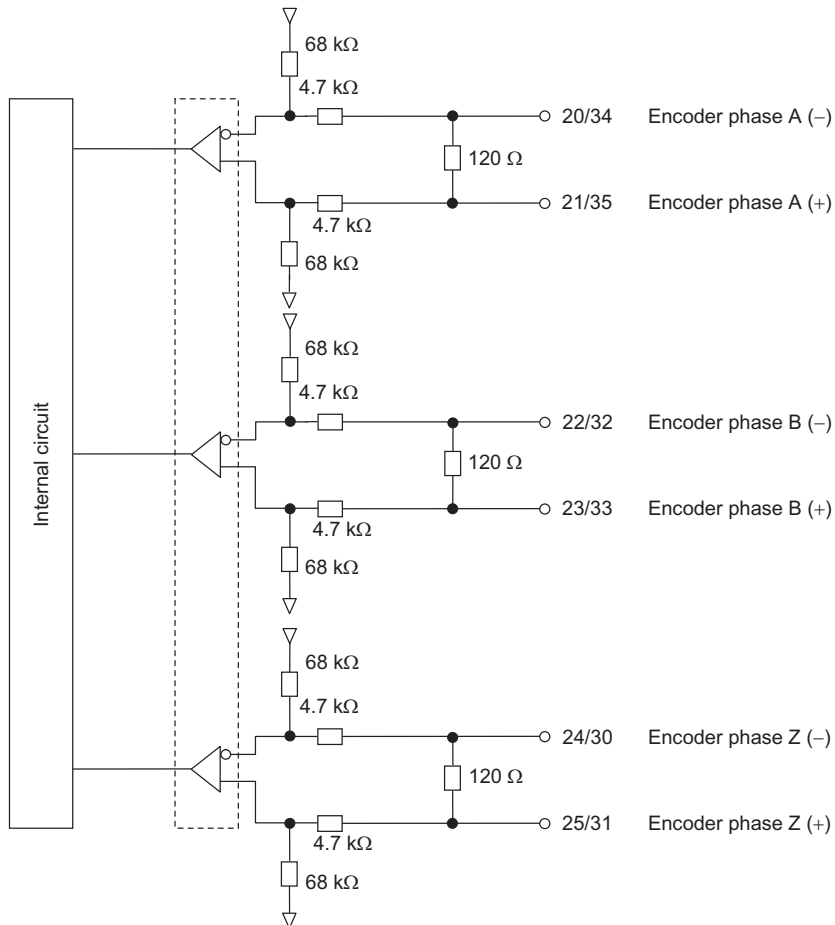 68 kΩ
4.7 kΩ
20/34 Encoder phase A (−)
120 Ω
21/35 Encoder phase A (+)
4.7 kΩ
68 kΩ
68 kΩ
4.7 kΩ
22/32 Encoder phase B (−)
Internal circuit
120 Ω
23/33 Encoder phase B (+)
4.7 kΩ
68 kΩ
68 kΩ
4.7 kΩ
24/30 Encoder phase Z (−)
120 Ω
25/31 Encoder phase Z (+)
4.7 kΩ
68 kΩ